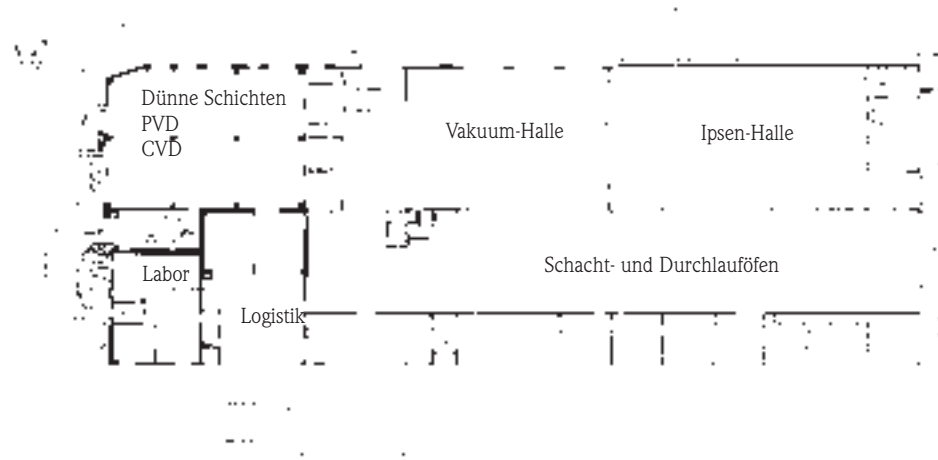 Dünne Schichten
PVD
CVD
Vakuum-Halle
Ipsen-Halle
Labor
Schacht- und Durchlauföfen
Logistik